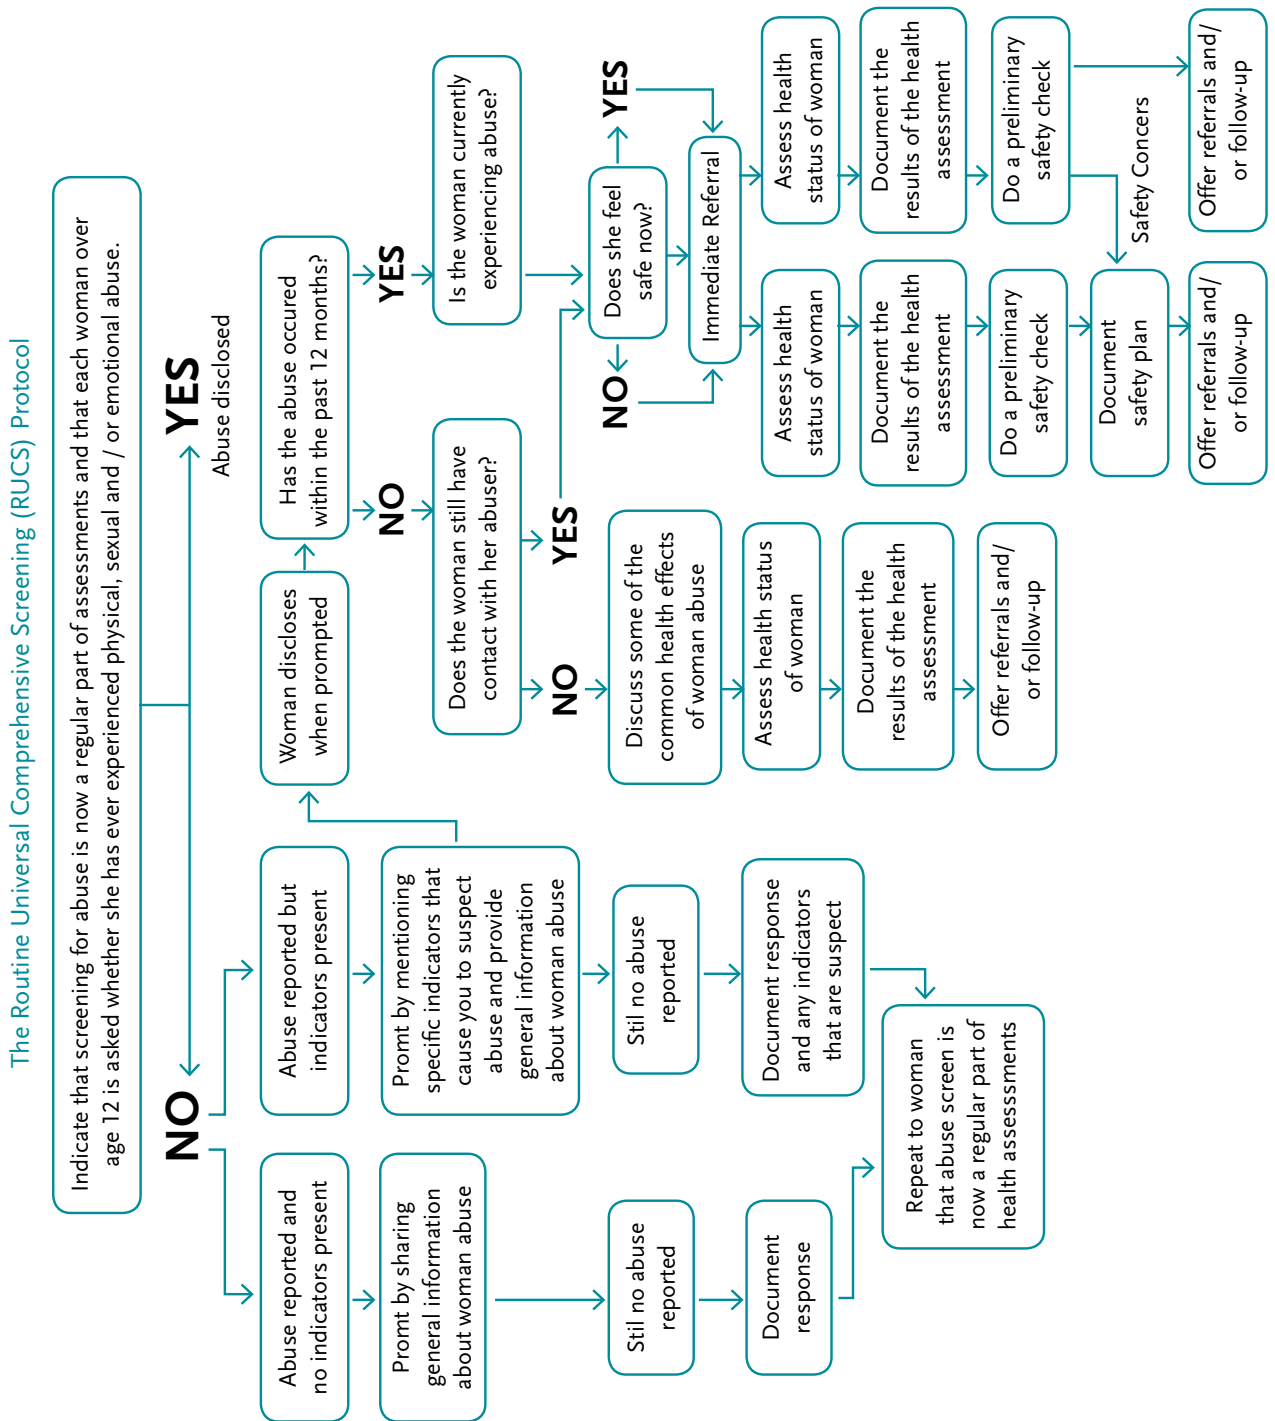 The Routine Universal Comprehensive Screening (RUCS) Protocol
Indicate that screening for abuse is now a regular part of assessments and that each woman over
age 12 is asked whether she has ever experienced physical, sexual and / or emotional abuse.
NO
YES
Abuse disclosed
Abuse reported and
no indicators present
Promt by sharing
general information
about woman abuse
Stil no abuse
reported
Document
response
Abuse reported but
indicators present
Promt by mentioning
specific indicators that
cause you to suspect
abuse and provide
general information
about woman abuse
Stil no abuse
reported
Document response
and any indicators
that are suspect
Repeat to woman
that abuse screen is
now a regular part of
health assesssments
Woman discloses
when prompted
Has the abuse occured
within the past 12 months?
NO
YES
Does the woman still have
contact with her abuser?
Is the woman currently
experiencing abuse?
NO
YES
Discuss some of the
common health effects
of woman abuse
Assess health status
of woman
Document the
results of the health
assessment
Offer referrals and/
or follow-up
Does she feel
safe now?
NO
YES
Immediate Referral
Assess health
status of woman
Document the
results of the health
assessment
Do a preliminary
safety check
Document
safety plan
Offer referrals and/
or follow-up
Assess health
status of woman
Document the
results of the health
assessment
Do a preliminary
safety check
Safety Concers
Offer referrals and/
or follow-up